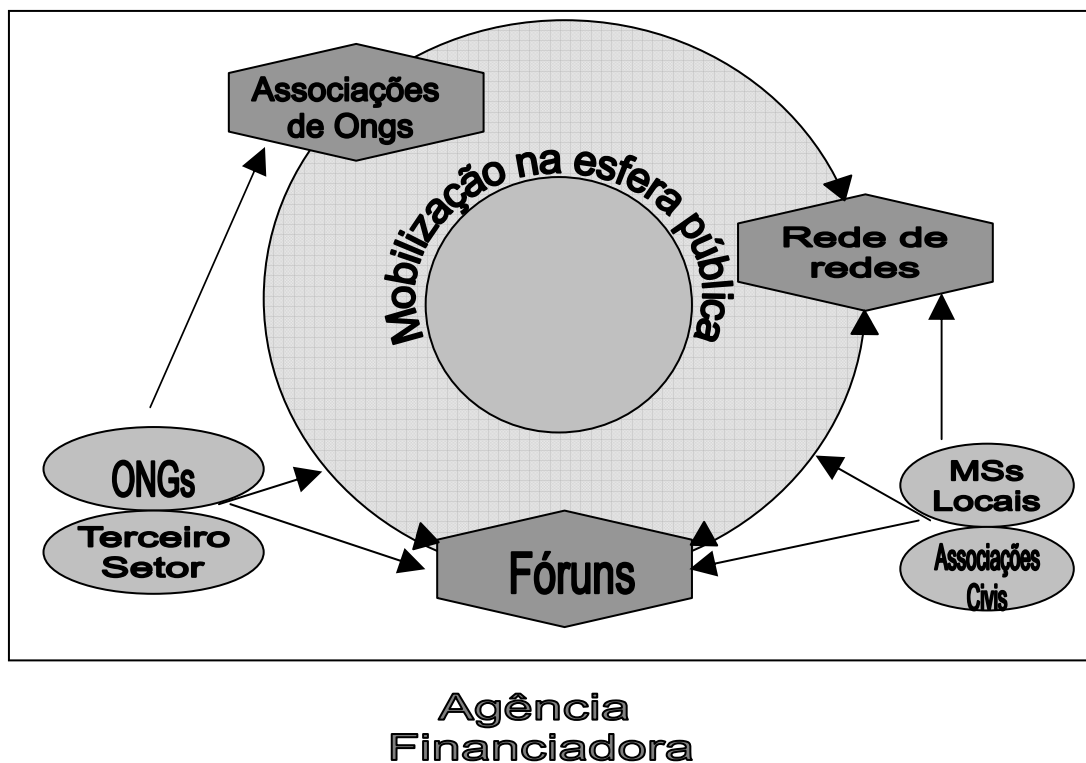 Associações
de Ongs
Mobilização na esfera pública
Rede de
redes
ONGs
Terceiro
Setor
MSs
Locais
Associações
Civis
Fóruns
Agência
Financiadora